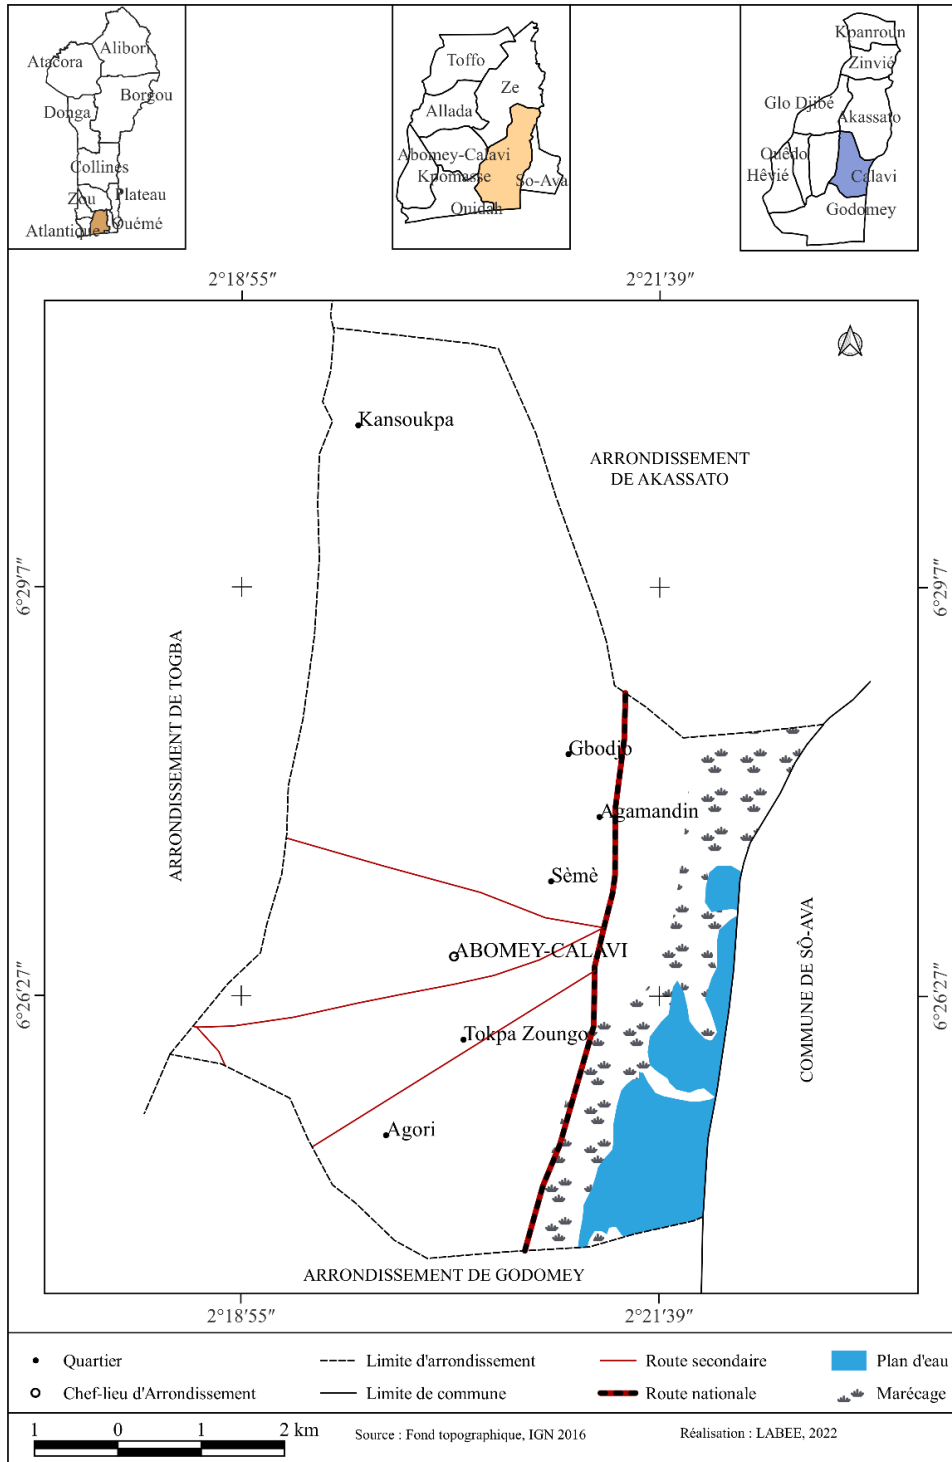 Alibori
Atacora
Borgou
Donga
Collines
Zou
Plateau
Atlantique
Ouémé
Toffo
Ze
Allada
Abomey-Calavi
Kpomasse
So-Ava
Ouidah
Kpanroun
Zinvié
Glo Djibé
Akassato
Ouêdo
Hêvié
Calavi
Godomey
2°18′55″
2°21′39″
Kansoukpa
ARRONDISSEMENT
DE AKASSATO
6°29′7″
6°29′7″
ARRONDISSEMENT DE TOGBA
Gbodjo
Agamandin
Sèmè
ABOMEY-CALAVI
COMMUNE DE SÔ-AVA
6°26′27″
6°26′27″
Tokpa Zoungo
Agori
ARRONDISSEMENT DE GODOMEY
2°18′55″
2°21′39″
Quartier
Limite d'arrondissement
Route secondaire
Plan d'eau
Chef-lieu d'Arrondissement
Limite de commune
Route nationale
Marécage
1 0 1 2 km
Source : Fond topographique, IGN 2016
Réalisation : LABEE, 2022